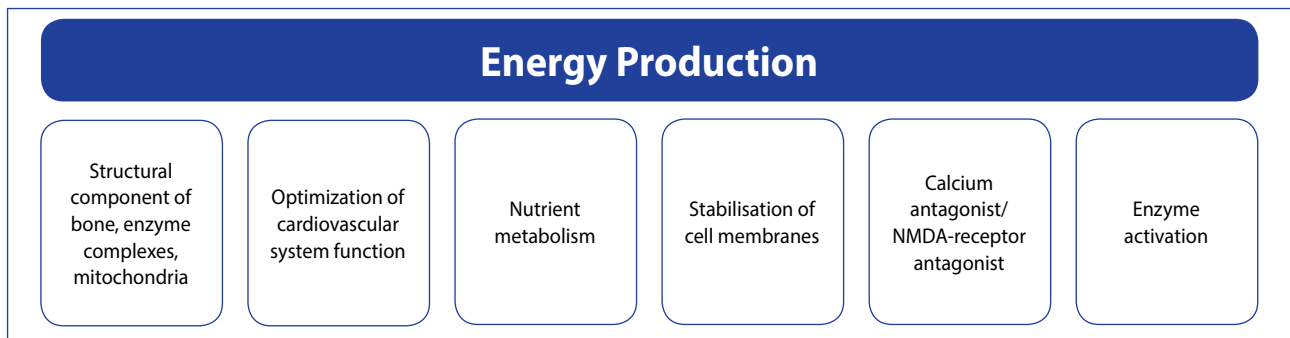 Energy Production
Structural
component of
bone, enzyme
complexes,
mitochondria
Optimization of
cardiovascular
system function
Nutrient
metabolism
Stabilisation of
cell membranes
Calcium
antagonist/
NMDA-receptor
antagonist
Enzyme
activation